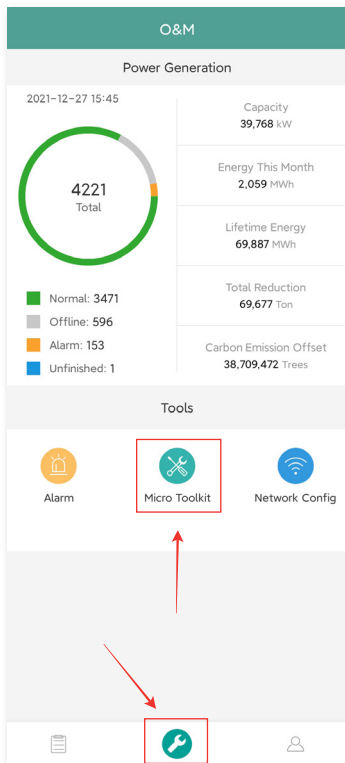 O&M
Power Generation
2021-12-27 15:45
4221
Total
Normal: 3471
Offline: 596
Alarm: 153
Unfinished: 1
Capacity
39,768 kW
Energy This Month
2,059 MWh
Lifetime Energy
69,887 MWh
Total Reduction
69,677 Ton
Carbon Emission Offset
38,709,472 Trees
Tools
Alarm
Micro Toolkit
Network Config